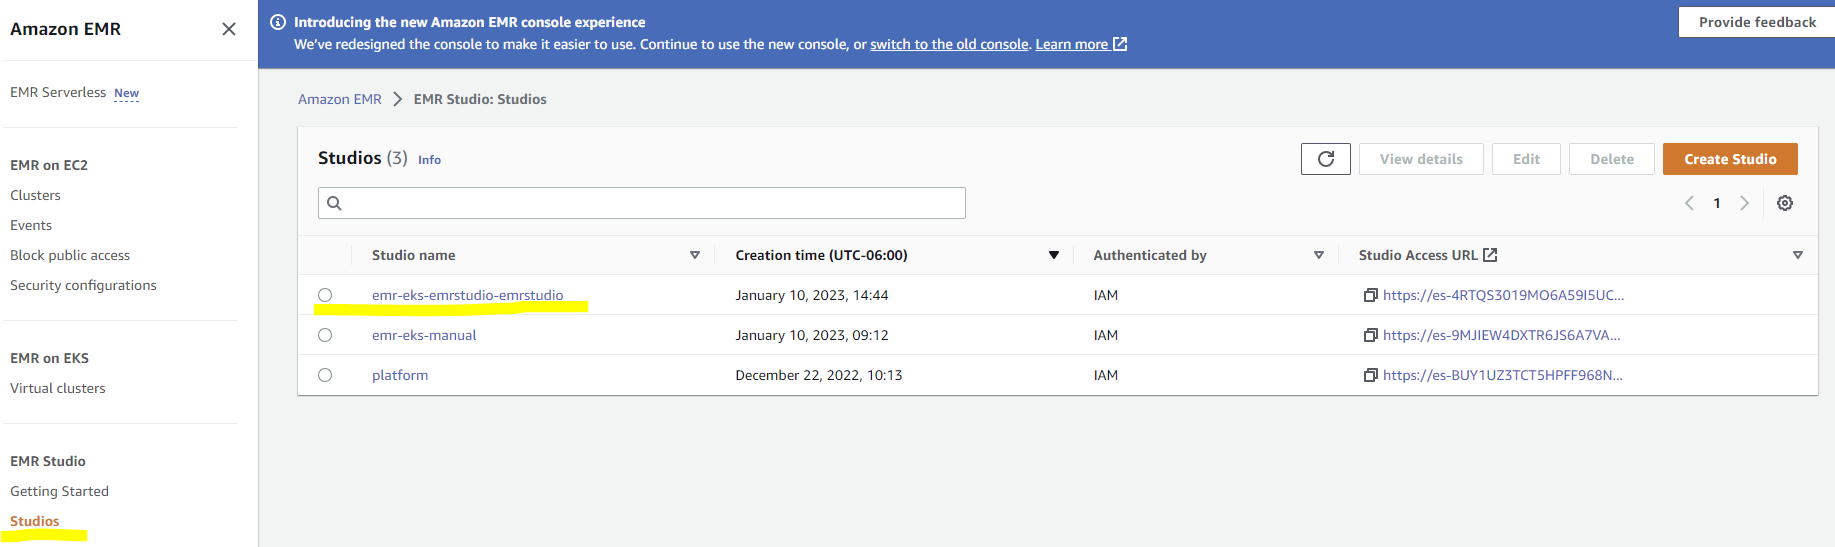 Amazon EMR
EMR Serverless New
EMR on EC2
Clusters
Events
Block public access
Security configurations
EMR on EKS
Virtual clusters
EMR Studio
Getting Started
Studios
Introducing the new Amazon EMR console experience
We've redesigned the console to make it easier to use. Continue to use the new console, or switch to the old console. Learn more
Provide feedback
Amazon EMR > EMR Studio: Studios
Studios (3) Info
View details Edit Delete Create Studio
1
Studio name Creation time (UTC-06:00) Authenticated by Studio Access URL
emr-eks-emrstudio-emrstudio January 10, 2023, 14:44 IAM https://es-4RTQS3019MO6A59I5UC...
emr-eks-manual January 10, 2023, 09:12 IAM https://es-9MJIEW4DXTR6JS6A7VA...
platform December 22, 2022, 10:13 IAM https://es-BUY1UZ3TCT5HPFF968N...